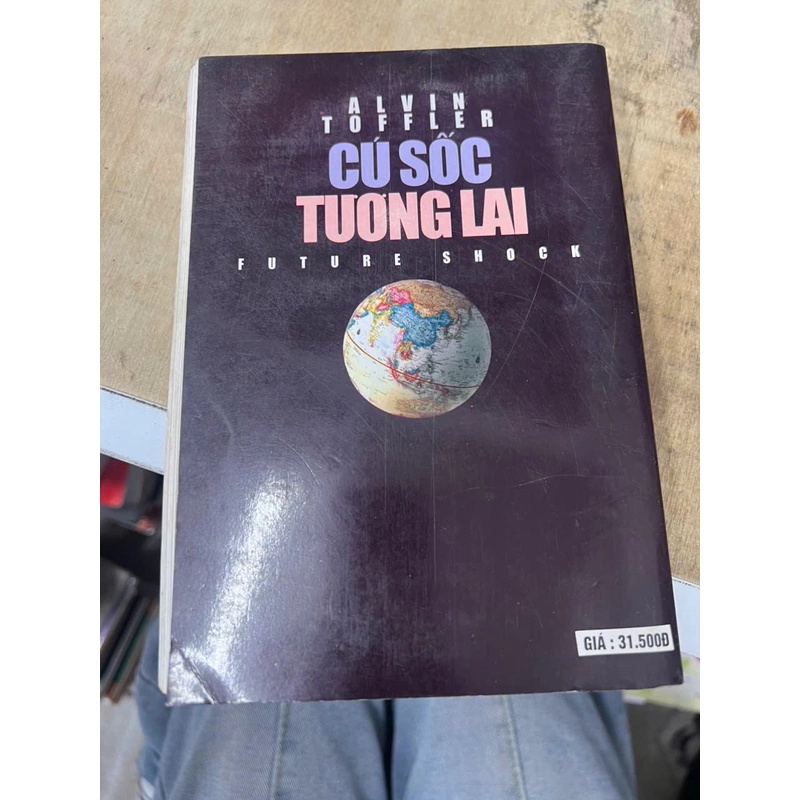 ALVIN
TOFFLER
CÚ SỐC
TƯƠNG LAI
FUTURE SHOCK
GIÁ : 31.500Đ